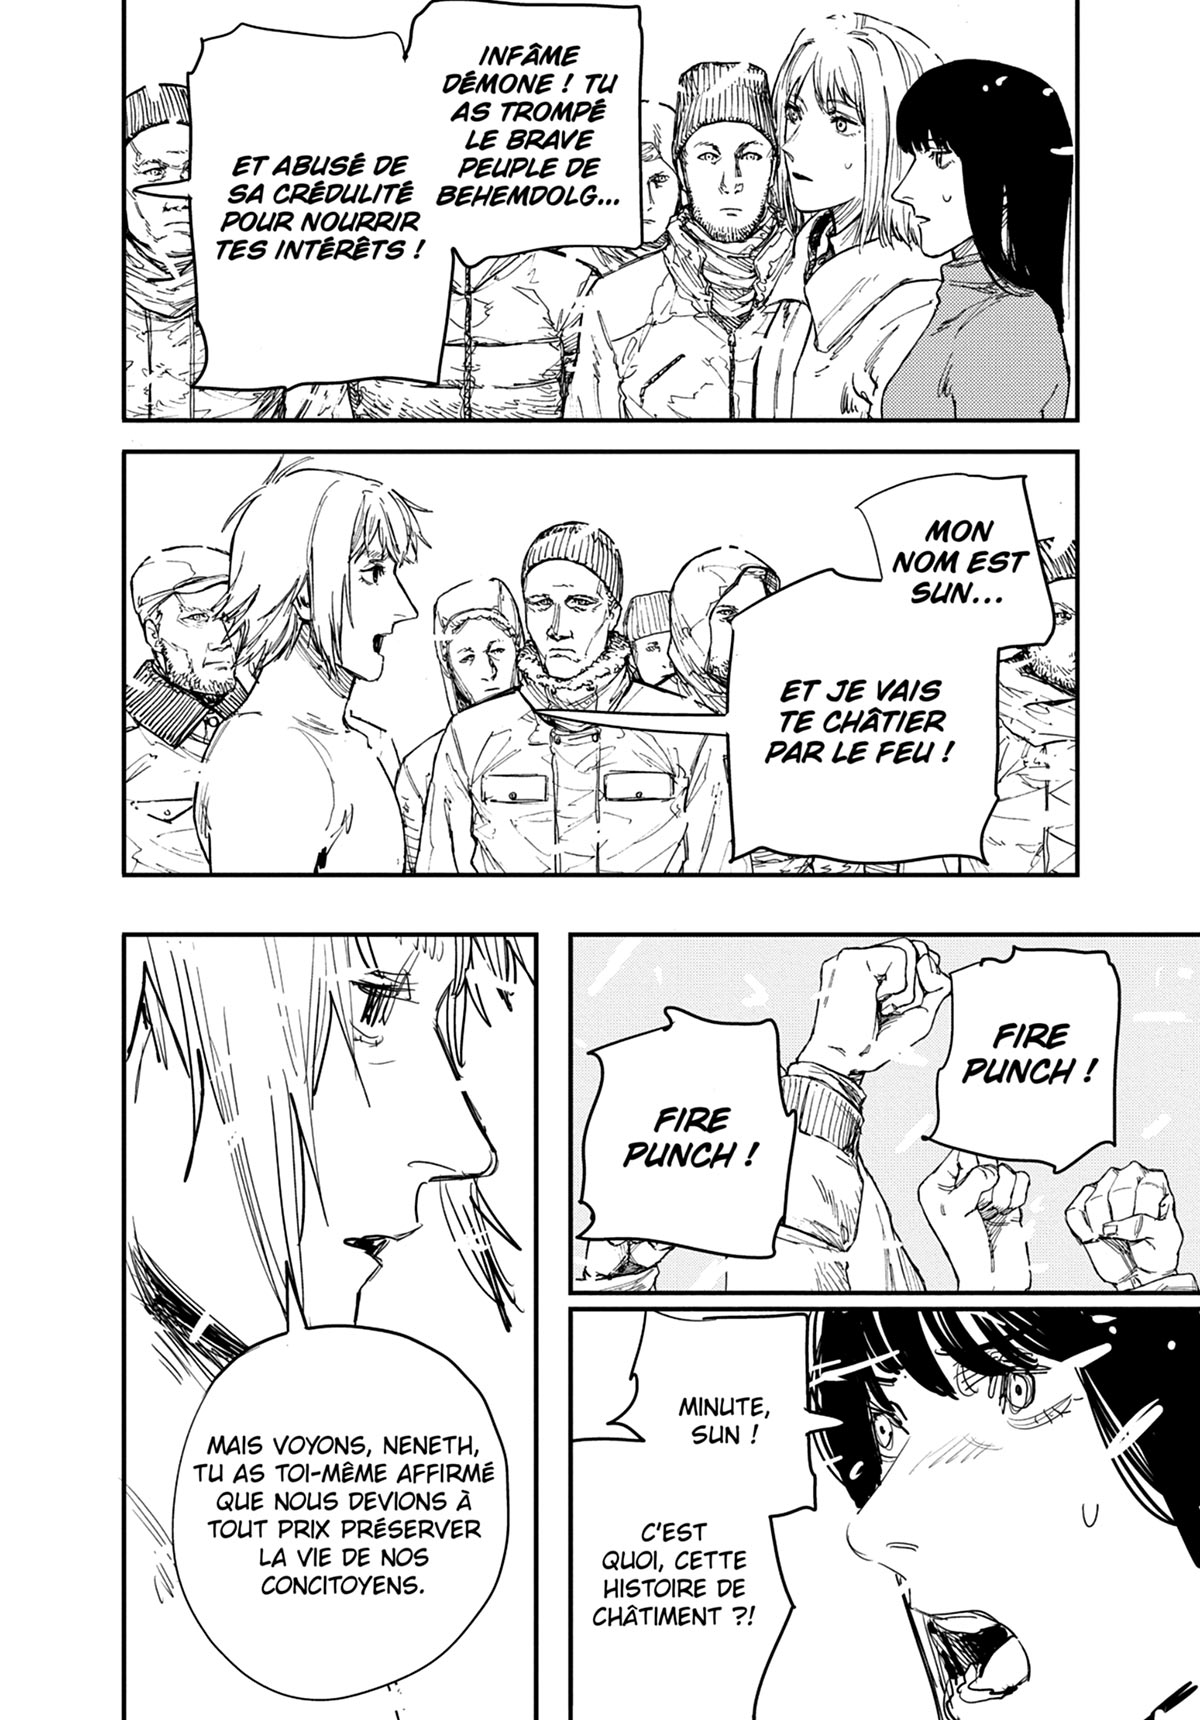 INFÂME
DÉMONE ! TU
AS TROMPÉ
LE BRAVE
PEUPLE DE
BEHEMDOLG...
ET ABUSÉ DE
SA CRÉDULITÉ
POUR NOURRIR
TES INTÉRÊTS !
MON
NOM EST
SUN...
ET JE VAIS
TE CHÂTIER
PAR LE FEU !
FIRE
PUNCH !
FIRE
PUNCH !
MINUTE,
SUN !
C'EST
QUOI, CETTE
HISTOIRE DE
CHÂTIMENT ?!
MAIS VOYONS, NENETH,
TU AS TOI-MÊME AFFIRMÉ
QUE NOUS DEVIONS À
TOUT PRIX PRÉSERVER
LA VIE DE NOS
CONCITOYENS.